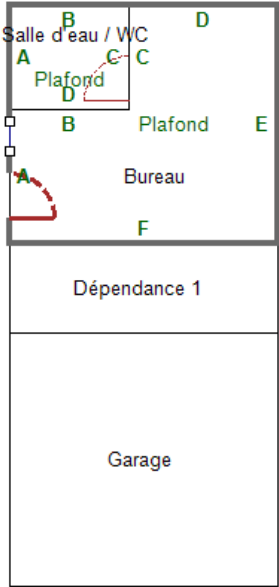 B D
Salle d'eau / WC
A C C
Plafond
D
B Plafond E
A Bureau
F
Dépendance 1
Garage